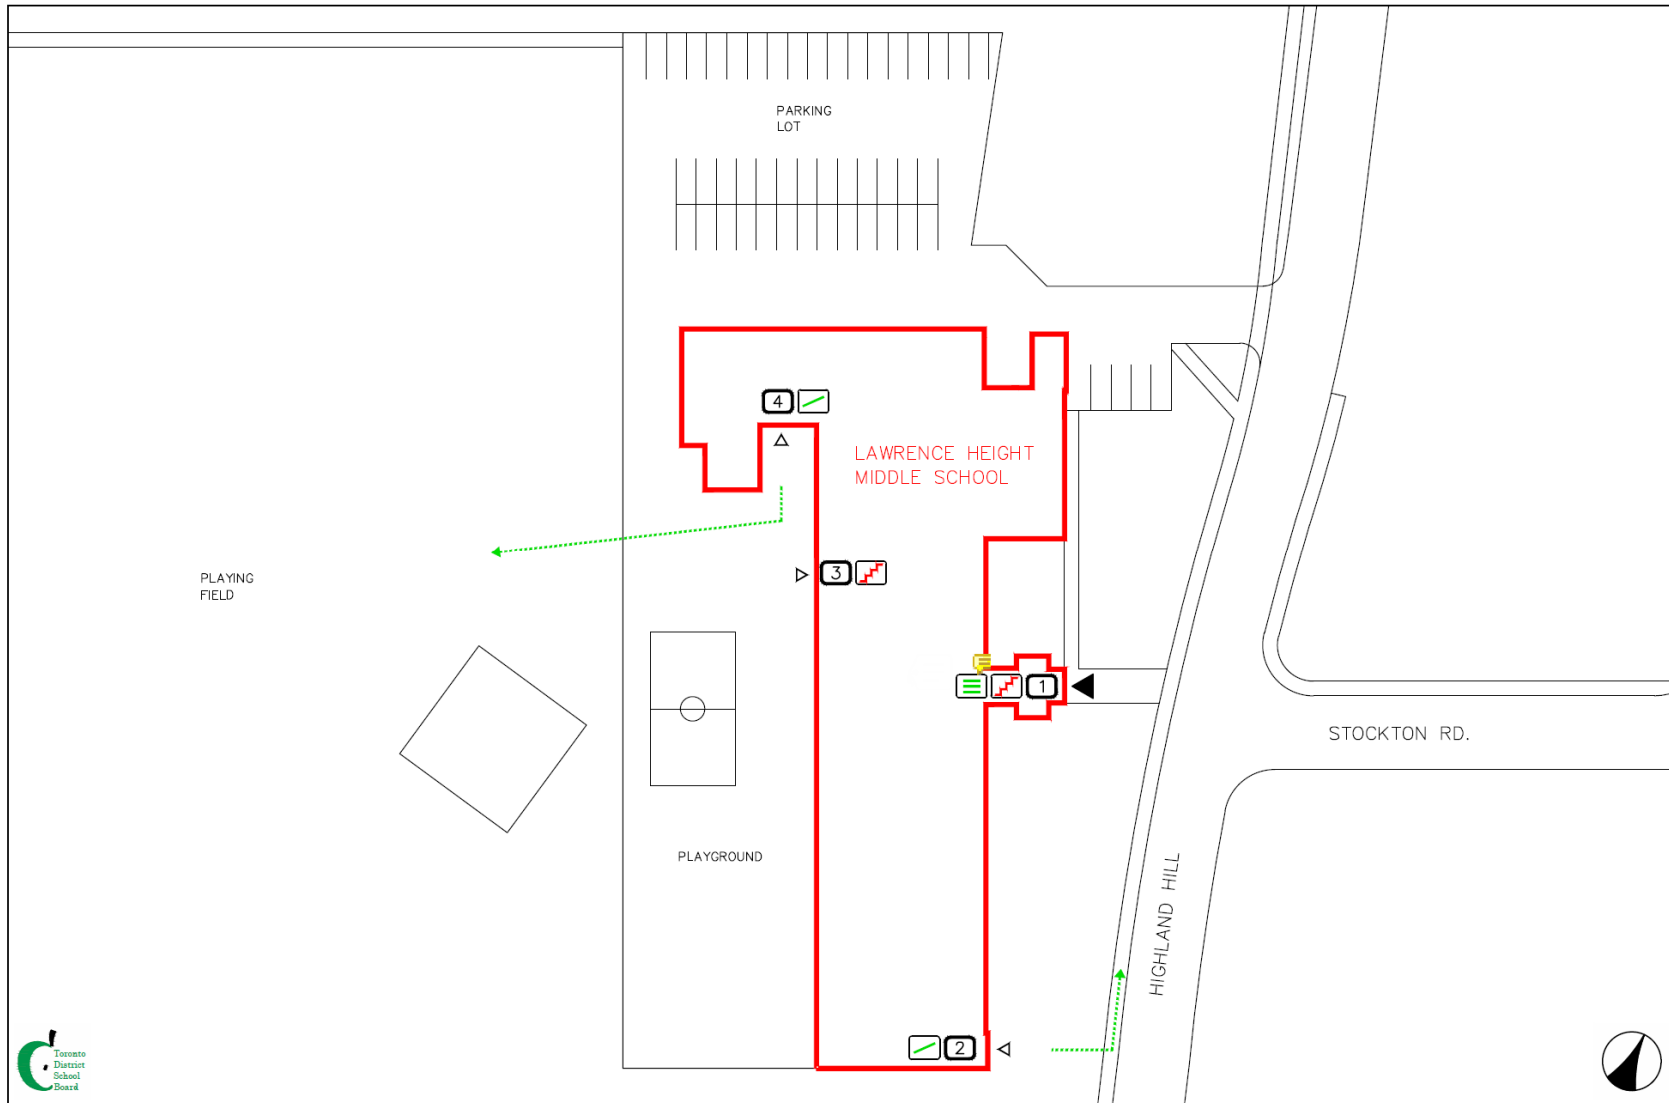 PARKING
LOT
4
LAWRENCE HEIGHT
MIDDLE SCHOOL
3
PLAYING
FIELD
1
STOCKTON RD.
PLAYGROUND
HIGHLAND HILL
2
Toronto
District
School
Board